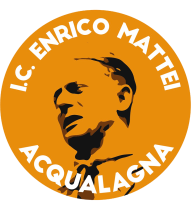 I.C. ENRICO MATTEI
ACQUALAGNA